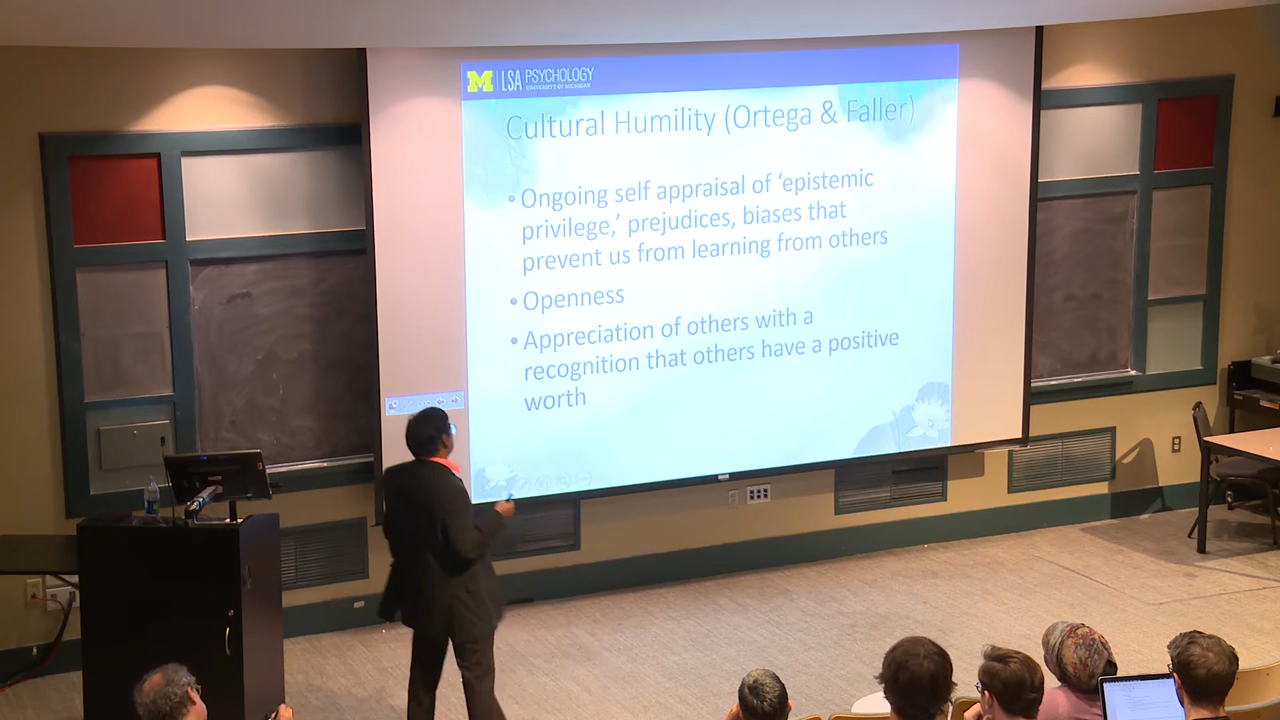 M | LSA PSYCHOLOGY
UNIVERSITY OF MICHIGAN
Cultural Humility (Ortega & Faller)
• Ongoing self appraisal of ‘epistemic
privilege,’ prejudices, biases that
prevent us from learning from others
• Openness
• Appreciation of others with a
recognition that others have a positive
worth